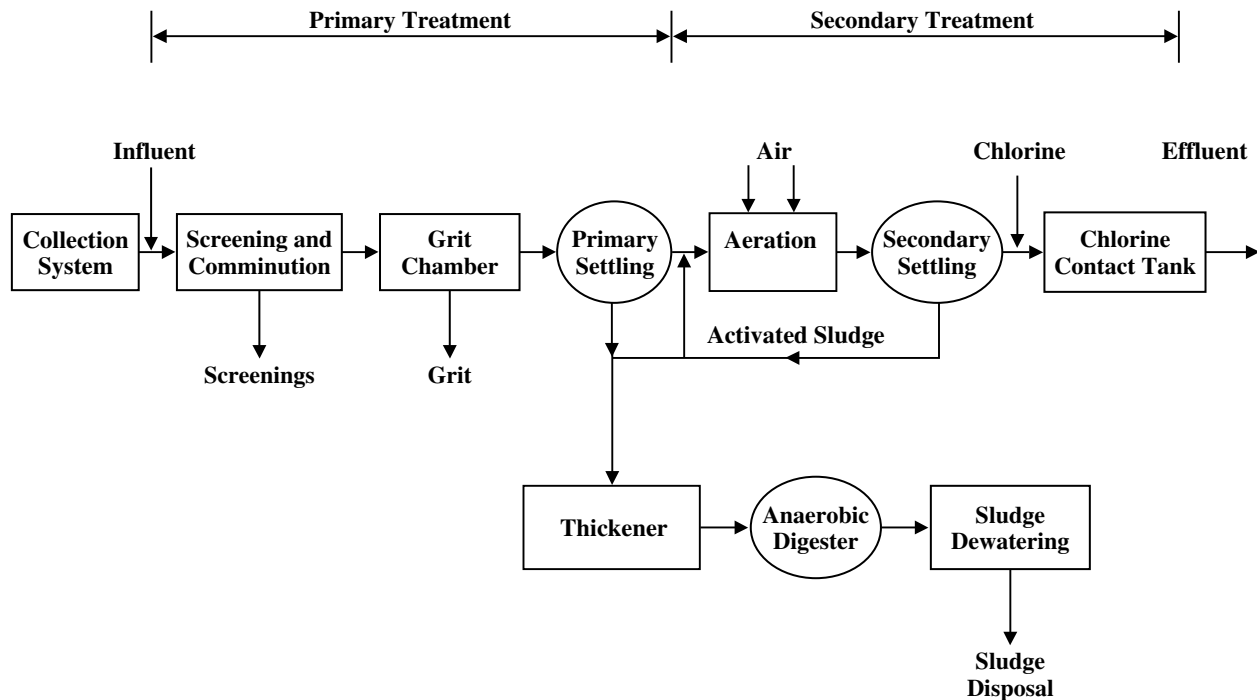 Primary Treatment
Secondary Treatment
Influent
Air
Chlorine
Effluent
Collection
System
Screening and
Comminution
Grit
Chamber
Primary
Settling
Aeration
Secondary
Settling
Chlorine
Contact Tank
Activated Sludge
Screenings
Grit
Thickener
Anaerobic
Digester
Sludge
Dewatering
Sludge
Disposal